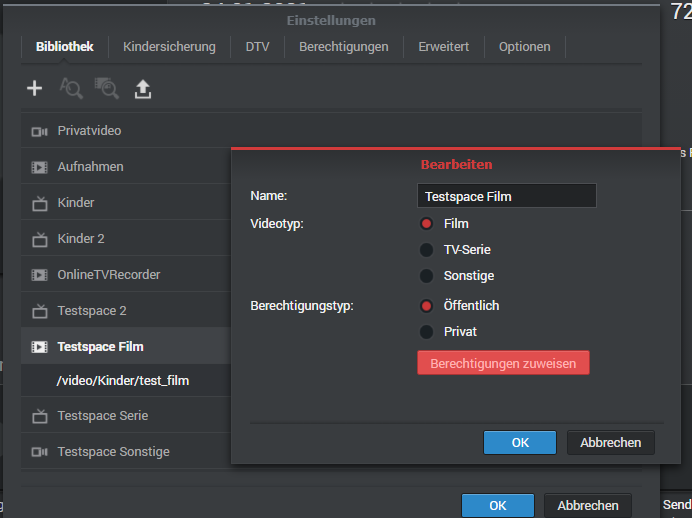 72
Einstellungen
Bibliothek Kindersicherung DTV Berechtigungen Erweitert Optionen
Privatvideo
Aufnahmen
Kinder
Kinder 2
OnlineTVRecorder
Testspace 2
Testspace Film
/video/Kinder/test_film
Testspace Serie
Testspace Sonstige
Bearbeiten
Name: Testspace Film
Videotyp: Film
TV-Serie
Sonstige
Berechtigungstyp: Öffentlich
Privat
Berechtigungen zuweisen
OK Abbrechen
OK Abbrechen
Send